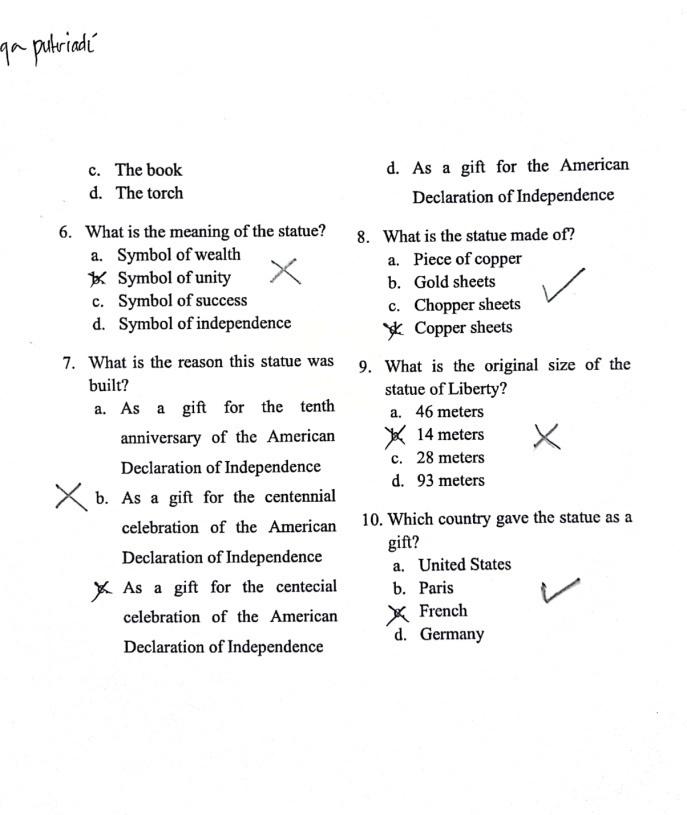 ga putriadi
c. The book
d. The torch
6. What is the meaning of the statue?
a. Symbol of wealth
b. Symbol of unity
c. Symbol of success
d. Symbol of independence
7. What is the reason this statue was
built?
a. As a gift for the tenth
anniversary of the American
Declaration of Independence
b. As a gift for the centennial
celebration of the American
Declaration of Independence
c. As a gift for the centecial
celebration of the American
Declaration of Independence
d. As a gift for the American
Declaration of Independence
8. What is the statue made of?
a. Piece of copper
b. Gold sheets
c. Chopper sheets
d. Copper sheets
9. What is the original size of the
statue of Liberty?
a. 46 meters
b. 14 meters
c. 28 meters
d. 93 meters
10. Which country gave the statue as a
gift?
a. United States
b. Paris
c. French
d. Germany